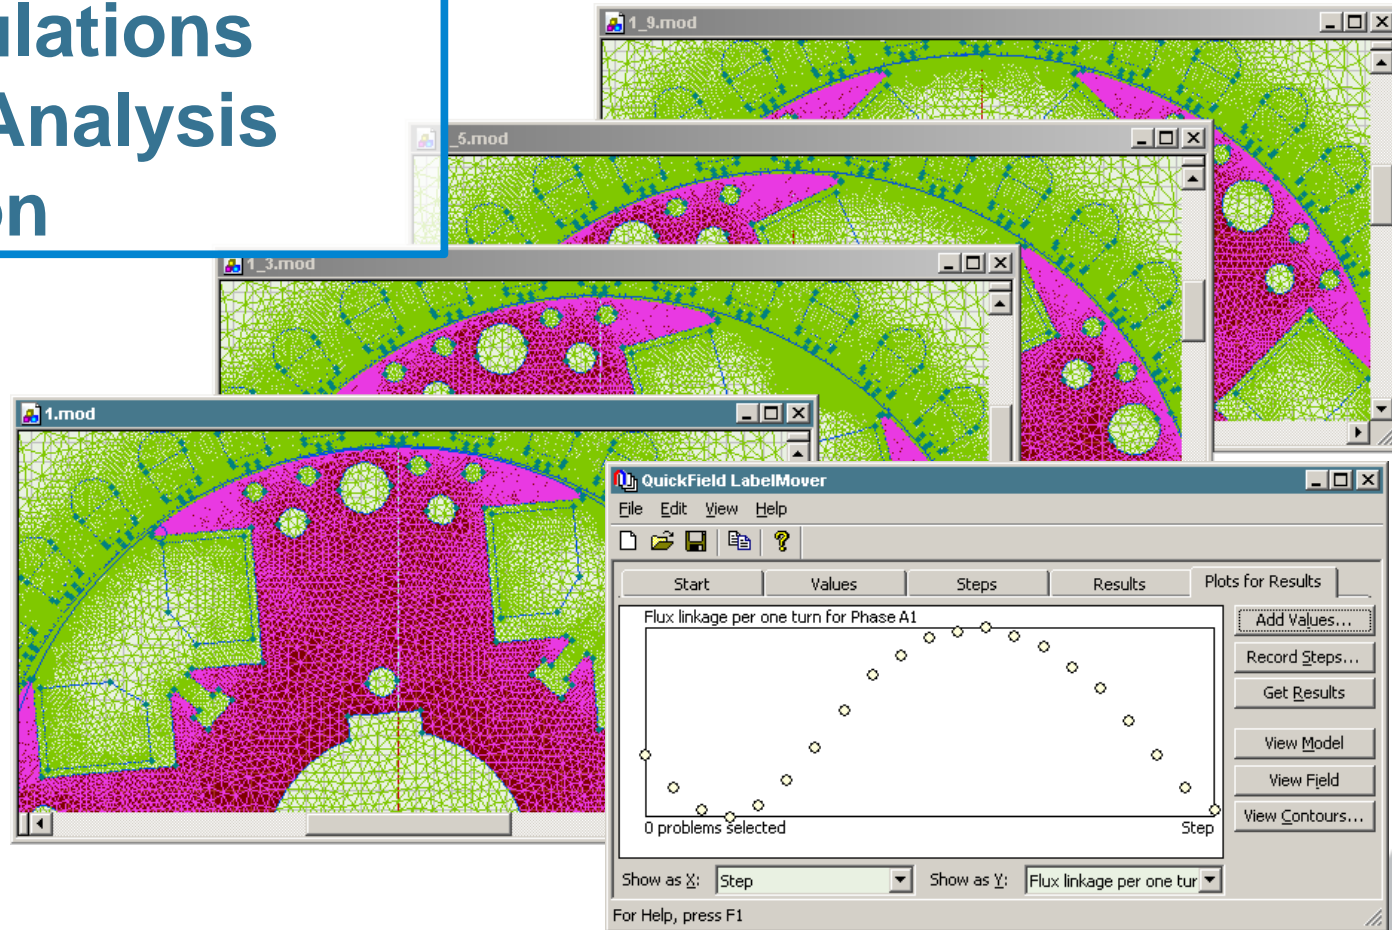 ulations
Analysis
on
1_9.mod
_5.mod
1_3.mod
1.mod
QuickField LabelMover
File Edit View Help
Start Values Steps Results Plots for Results
Flux linkage per one turn for Phase A1
0 problems selected Step
Add Values...
Record Steps...
Get Results
View Model
View Field
View Contours...
Show as X: Step Show as Y: Flux linkage per one tur
For Help, press F1